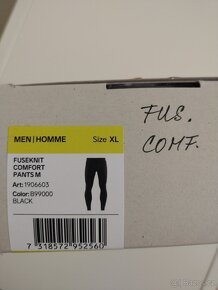 MEN | HOMME
Size XL
FUSEKNIT
COMFORT
PANTS M
Art: 1906603
Color: B99000
BLACK
7 318572 952560
FUS.
COMF.